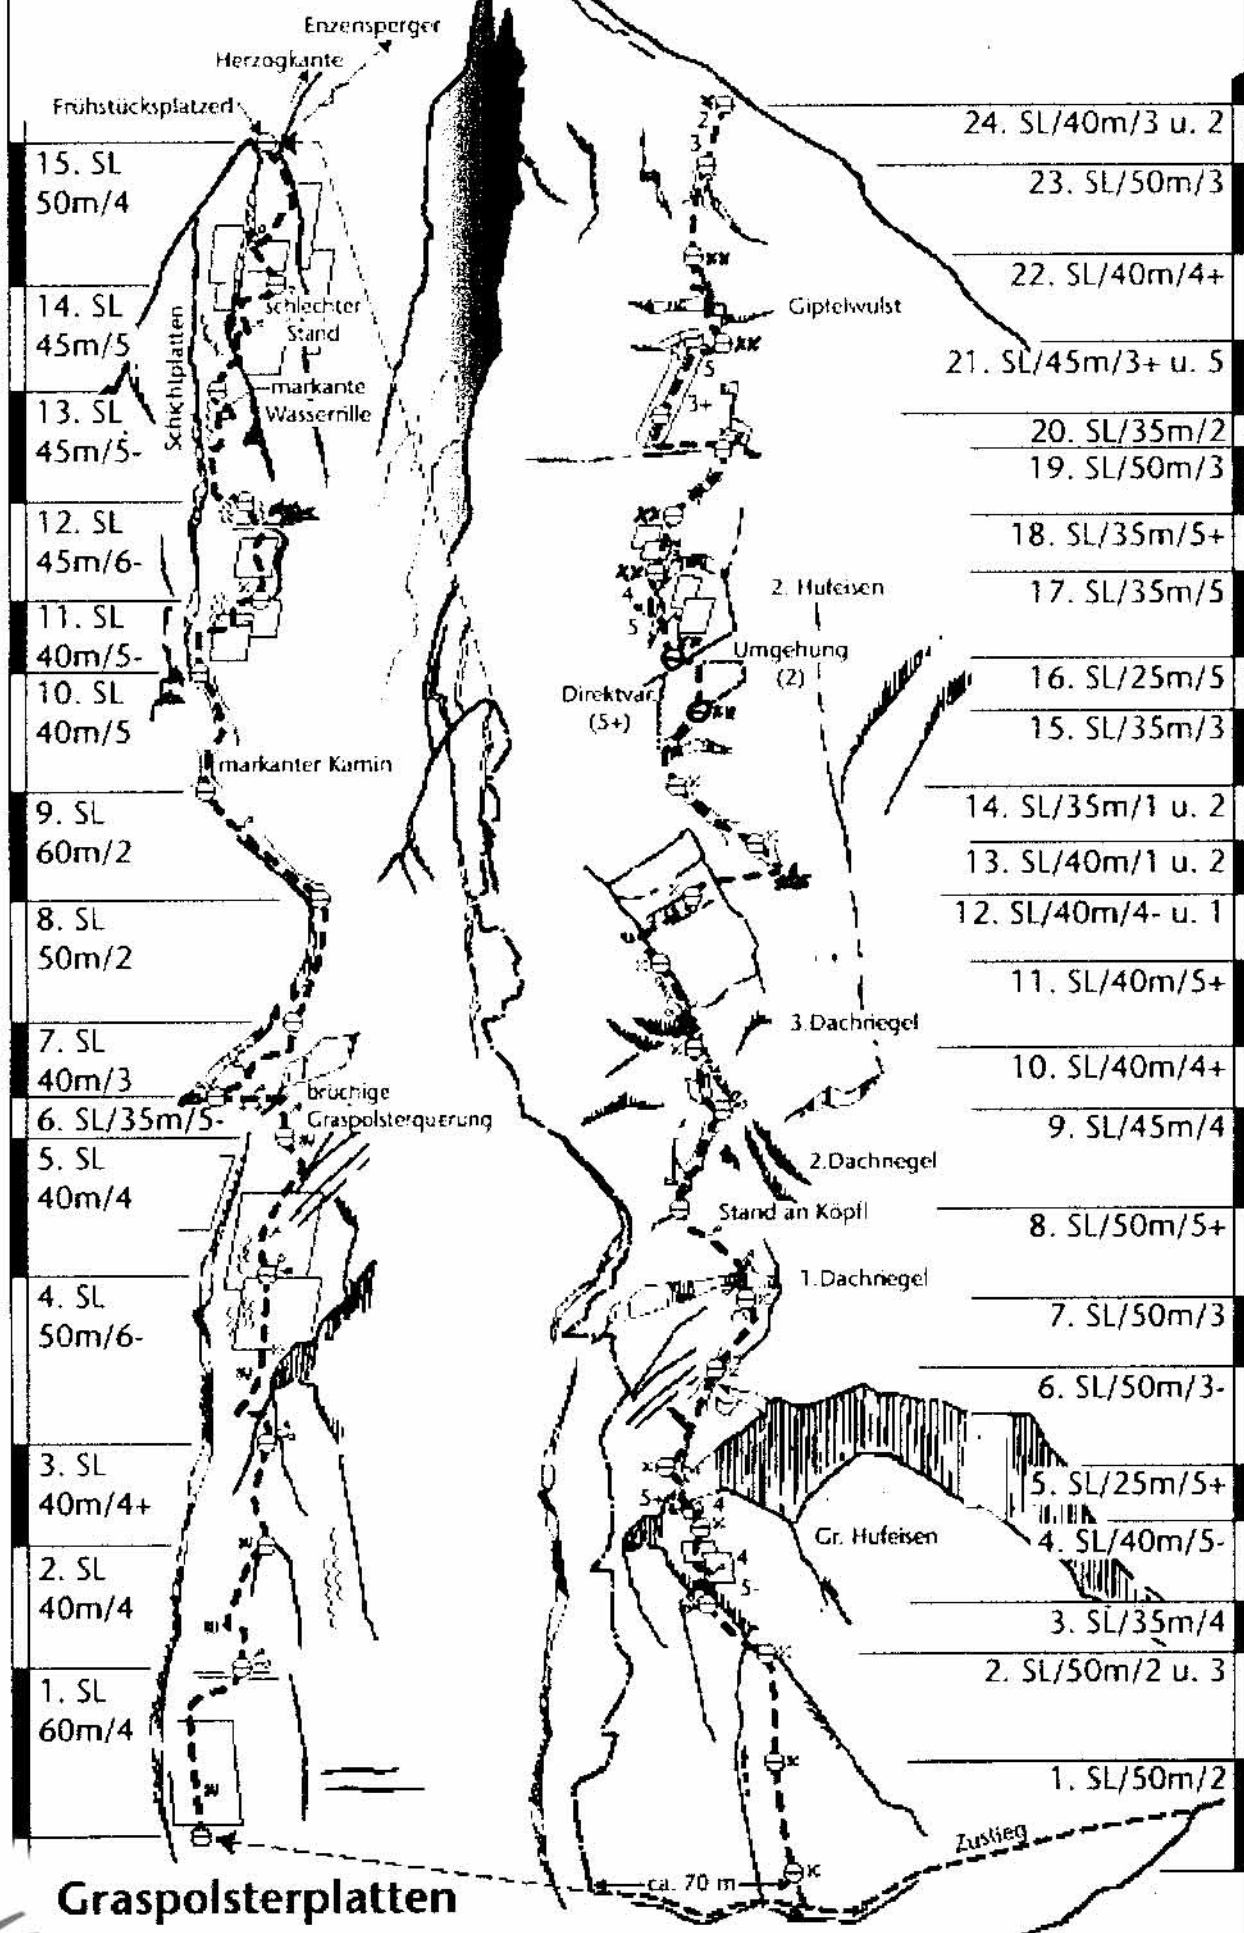 Enzensperger
Herzogkante
Frühstücksplatzerl
15. SL
50m/4
14. SL
45m/5
13. SL
45m/5-
12. SL
45m/6-
11. SL
40m/5-
10. SL
40m/5
9. SL
60m/2
8. SL
50m/2
7. SL
40m/3
6. SL/35m/5-
5. SL
40m/4
4. SL
50m/6-
3. SL
40m/4+
2. SL
40m/4
1. SL
60m/4
Schichtplatten
schlechter
Stand
markante
Wasserrille
markanter Kamin
brüchige
Graspolsterquerung
Graspolsterplatten
2
3
Gipfelwulst
5
3+
4
5
2. Hufeisen
Umgehung
(2)
Direktvar.
(5+)
3.Dachriegel
2.Dachriegel
Stand an Köpfl
1.Dachriegel
5+
4
Gr. Hufeisen
4
5-
Zustieg
ca. 70 m
24. SL/40m/3 u. 2
23. SL/50m/3
22. SL/40m/4+
21. SL/45m/3+ u. 5
20. SL/35m/2
19. SL/50m/3
18. SL/35m/5+
17. SL/35m/5
16. SL/25m/5
15. SL/35m/3
14. SL/35m/1 u. 2
13. SL/40m/1 u. 2
12. SL/40m/4- u. 1
11. SL/40m/5+
10. SL/40m/4+
9. SL/45m/4
8. SL/50m/5+
7. SL/50m/3
6. SL/50m/3-
5. SL/25m/5+
4. SL/40m/5-
3. SL/35m/4
2. SL/50m/2 u. 3
1. SL/50m/2